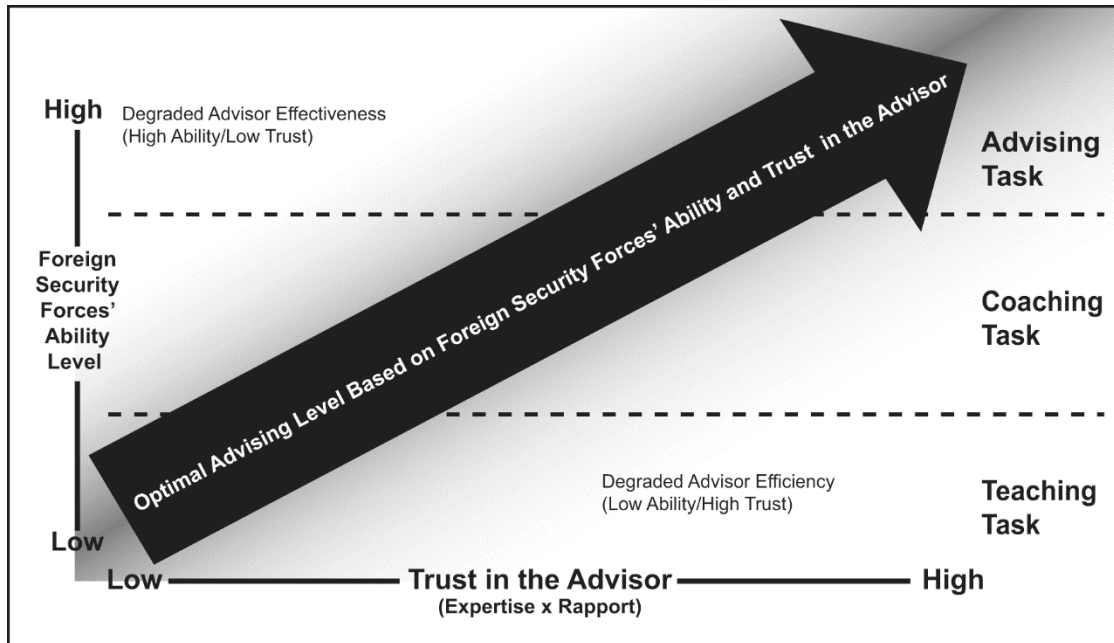 High
Degraded Advisor Effectiveness
(High Ability/Low Trust)
Optimal Advising Level Based on Foreign Security Forces’ Ability and Trust in the Advisor
Advising
Task
Foreign
Security
Forces’
Ability
Level
Coaching
Task
Degraded Advisor Efficiency
(Low Ability/High Trust)
Teaching
Task
Low
Low
Trust in the Advisor
(Expertise x Rapport)
High